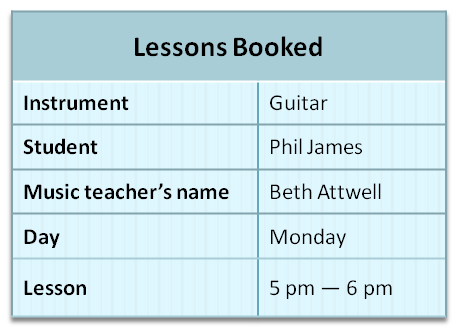 Lessons Booked
Instrument Guitar
Student Phil James
Music teacher’s name Beth Attwell
Day Monday
Lesson 5 pm — 6 pm